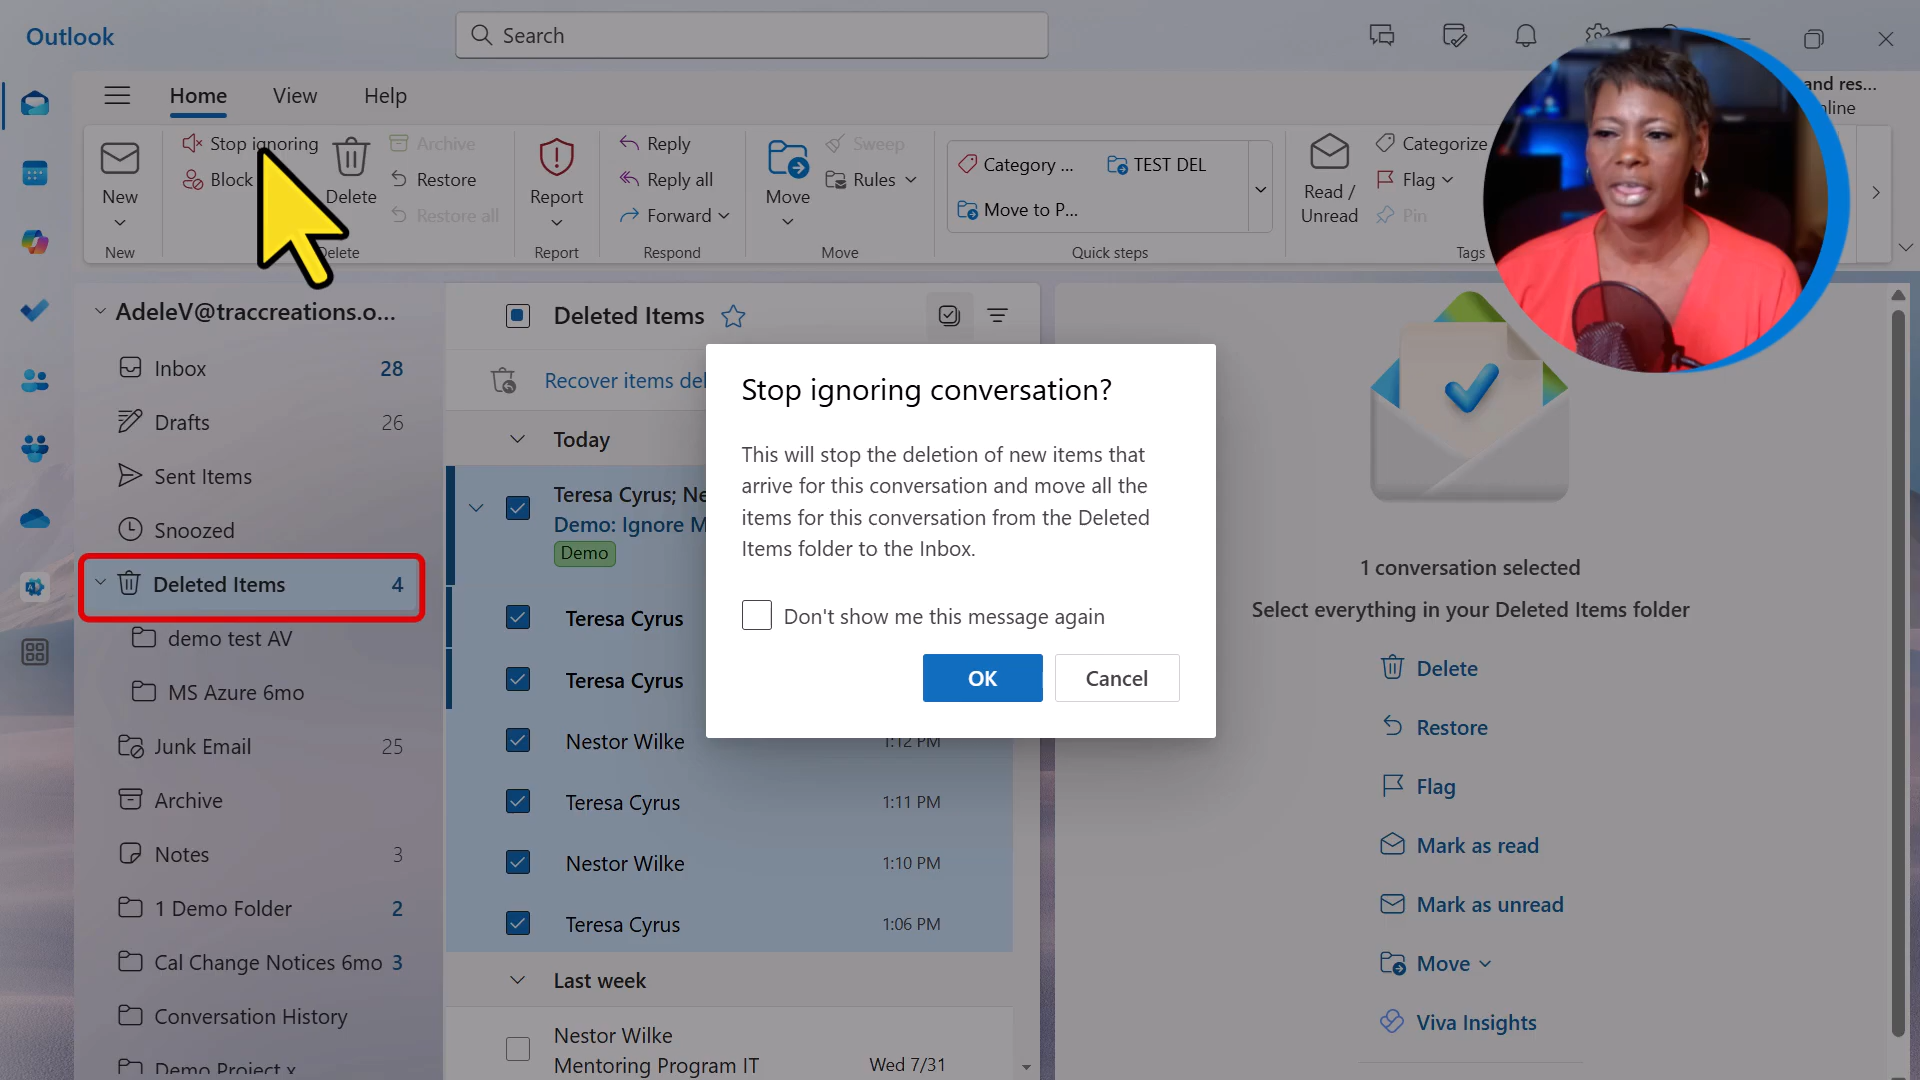 Outlook
Search
and res...
nline
Home
View
Help
New
New
Stop ignoring
Block
Delete
Archive
Restore
Restore all
Delete
Report
Report
Reply
Reply all
Forward
Respond
Move
Sweep
Rules
Move
Category ...
TEST DEL
Move to P...
Quick steps
Read /
Unread
Categorize
Flag
Pin
Tags
AdeleV@traccreations.o...
Inbox 28
Drafts 26
Sent Items
Snoozed
Deleted Items 4
demo test AV
MS Azure 6mo
Junk Email 25
Archive
Notes 3
1 Demo Folder 2
Cal Change Notices 6mo 3
Conversation History
Demo Project x
Deleted Items
Recover items del
Today
Teresa Cyrus; Ne
Demo: Ignore M
Demo
Teresa Cyrus
Teresa Cyrus
Nestor Wilke 1:12 PM
Teresa Cyrus 1:11 PM
Nestor Wilke 1:10 PM
Teresa Cyrus 1:06 PM
Last week
Nestor Wilke
Mentoring Program IT Wed 7/31
Stop ignoring conversation?
This will stop the deletion of new items that
arrive for this conversation and move all the
items for this conversation from the Deleted
Items folder to the Inbox.
Don't show me this message again
OK
Cancel
1 conversation selected
Select everything in your Deleted Items folder
Delete
Restore
Flag
Mark as read
Mark as unread
Move
Viva Insights